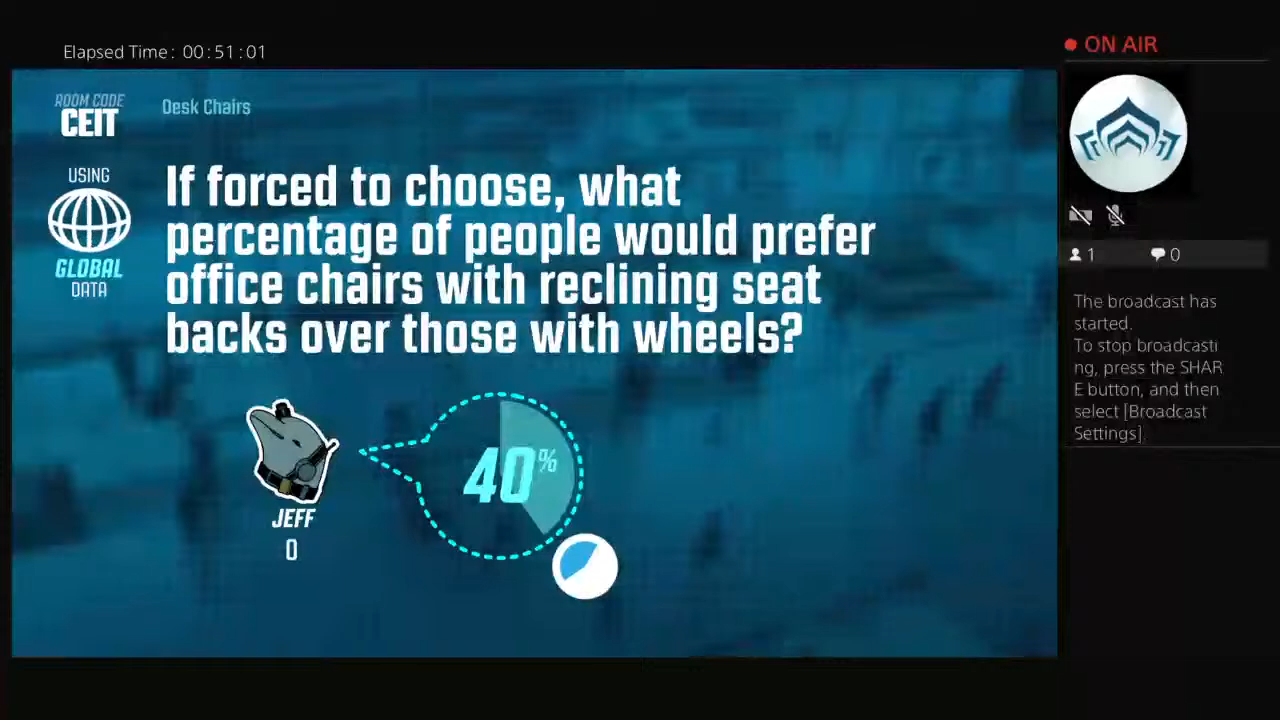 Elapsed Time: 00:51:01
ON AIR
ROOM CODE
CEIT
Desk Chairs
USING
GLOBAL
DATA
If forced to choose, what
percentage of people would prefer
office chairs with reclining seat
backs over those with wheels?
40%
JEFF
0
1
0
The broadcast has
started.
To stop broadcasti
ng, press the SHAR
E button, and then
select [Broadcast
Settings].